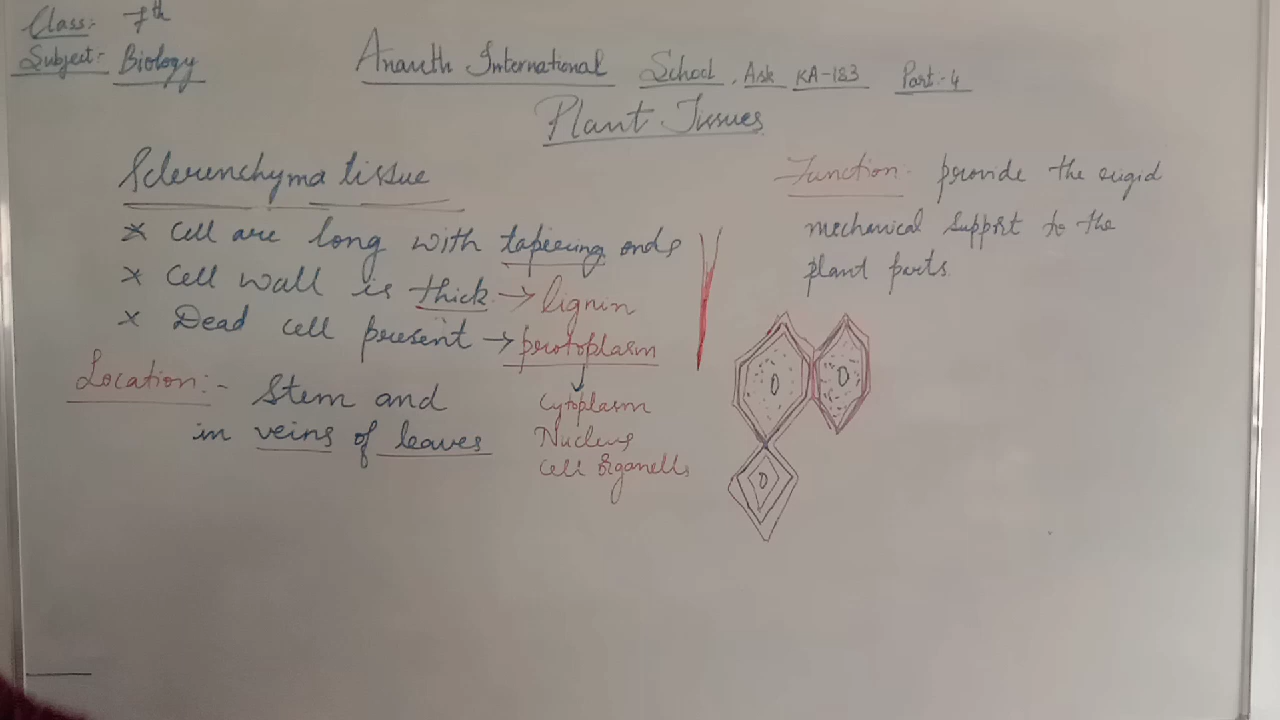 Class:- 7th
Subject:- Biology
Ananth International School, Ask KA-183 Part:-4
Plant Tissues
Sclerenchyma tissue
* Cell are long with tapiering ends
* Cell wall is thick → lignin
* Dead cell present → protoplasm
Cytoplasm
Nucleus
Cell organells
Location:- Stem and
in veins of leaves
Function:- provide the rigid
mechanical support to the
plant parts